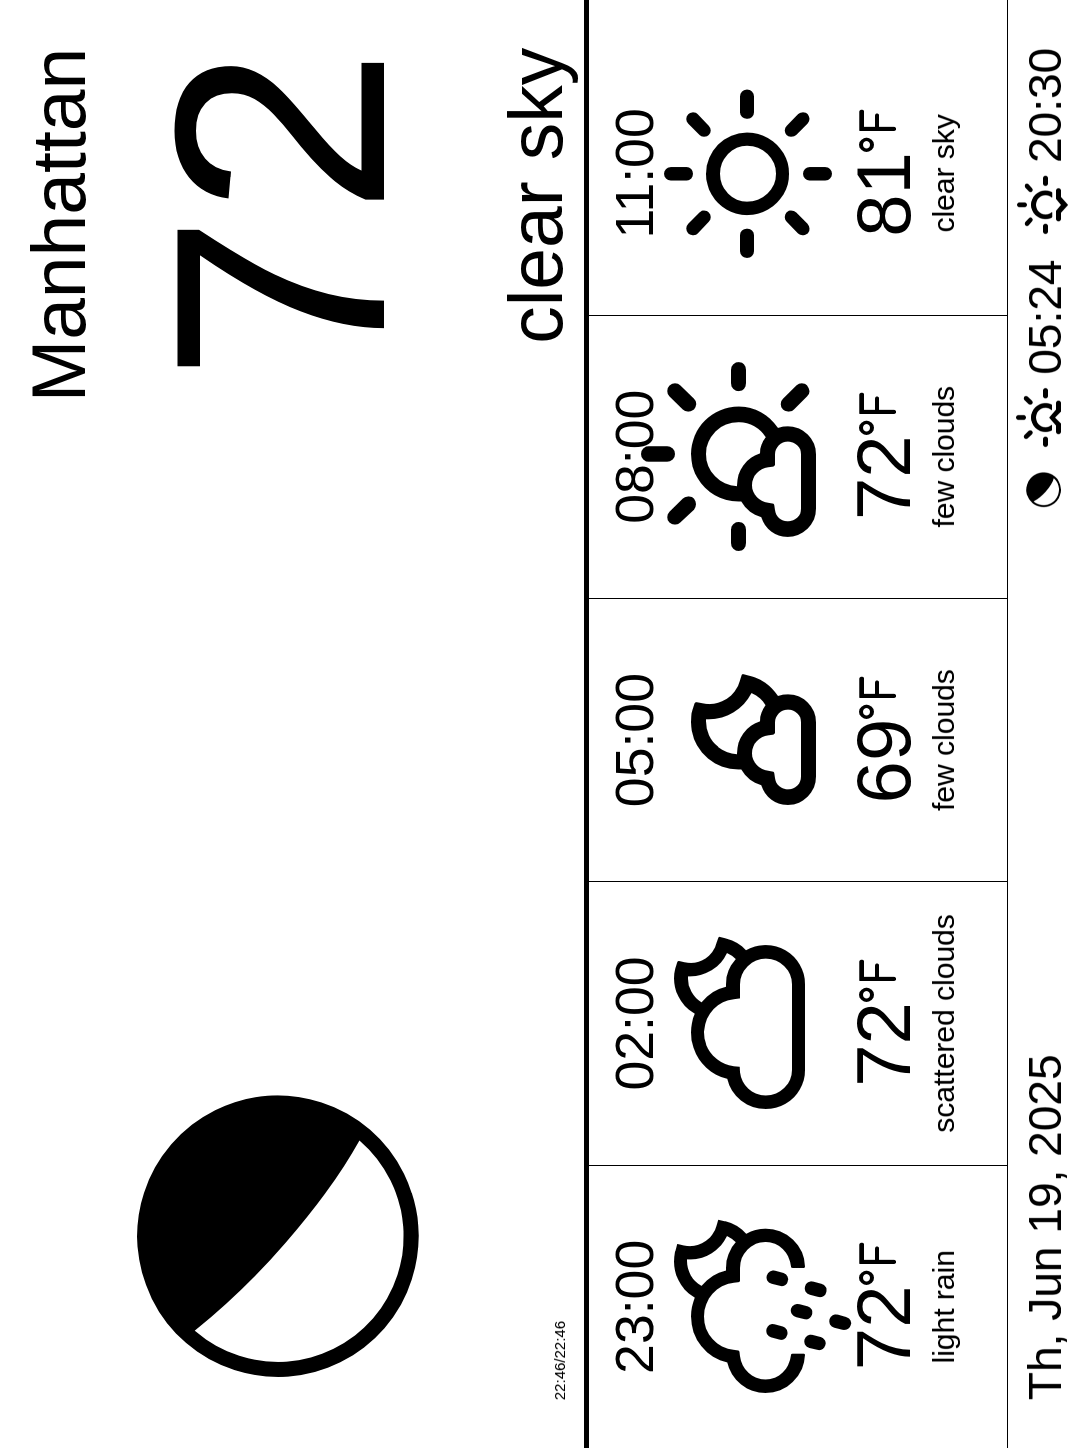 Manhattan
72
clear sky
22:46/22:46
23:00 02:00 05:00 08:00 11:00
72°F 72°F 69°F 72°F 81°F
light rain scattered clouds few clouds few clouds clear sky
Th, Jun 19, 2025 05:24 20:30